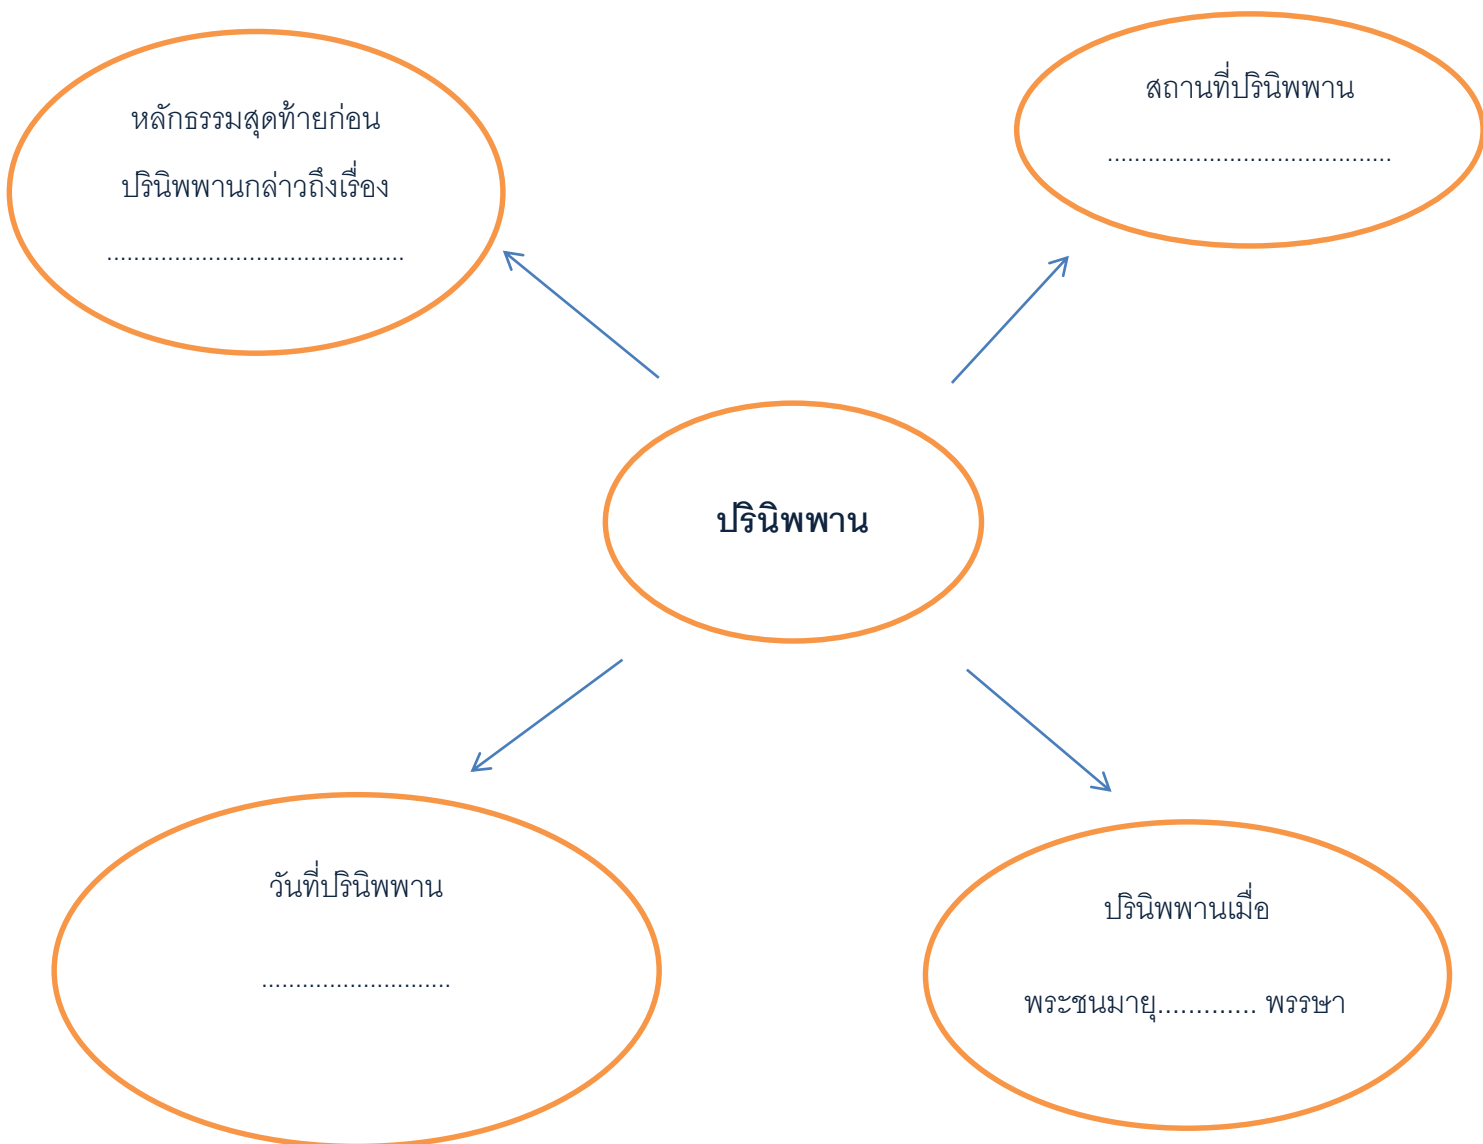 หลักธรรมสุดท้ายก่อน
ปรินิพพานกล่าวถึงเรื่อง
............................................
สถานที่ปรินิพพาน
..........................................
ปรินิพพาน
วันที่ปรินิพพาน
............................
ปรินิพพานเมื่อ
พระชนมายุ............. พรรษา